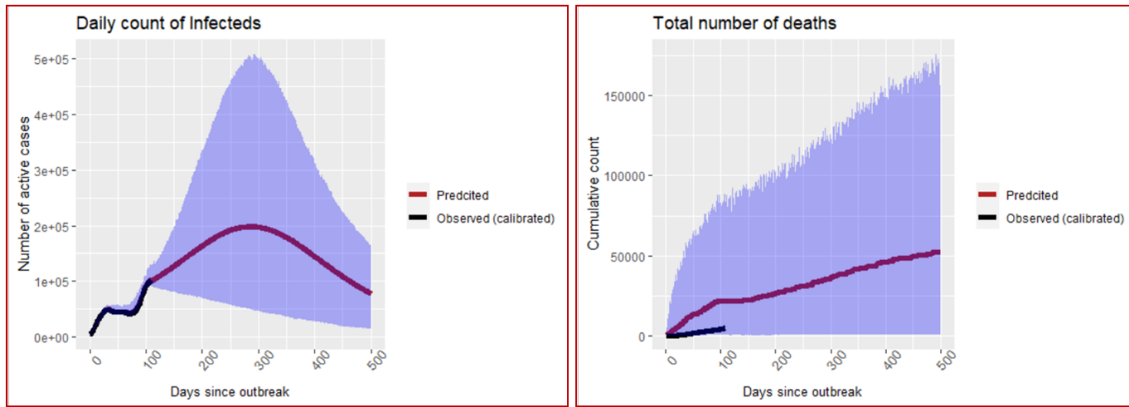 Daily count of Infecteds
Number of active cases
5e+05
4e+05
3e+05
2e+05
1e+05
0e+00
0
100
200
300
400
500
Days since outbreak
Predcited
Observed (calibrated)
Total number of deaths
Cumulative count
150000
100000
50000
0
0
100
200
300
400
500
Days since outbreak
Predcited
Observed (calibrated)